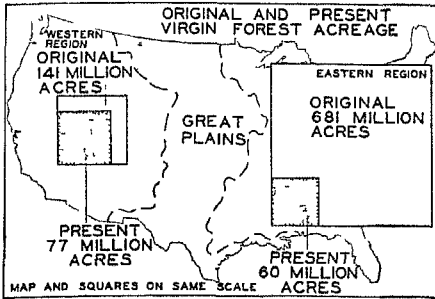 ORIGINAL AND PRESENT
VIRGIN FOREST ACREAGE
WESTERN
REGION
ORIGINAL
141 MILLION
ACRES
GREAT
PLAINS
EASTERN REGION
ORIGINAL
681 MILLION
ACRES
PRESENT
77 MILLION
ACRES
PRESENT
60 MILLION
ACRES
MAP AND SQUARES ON SAME SCALE